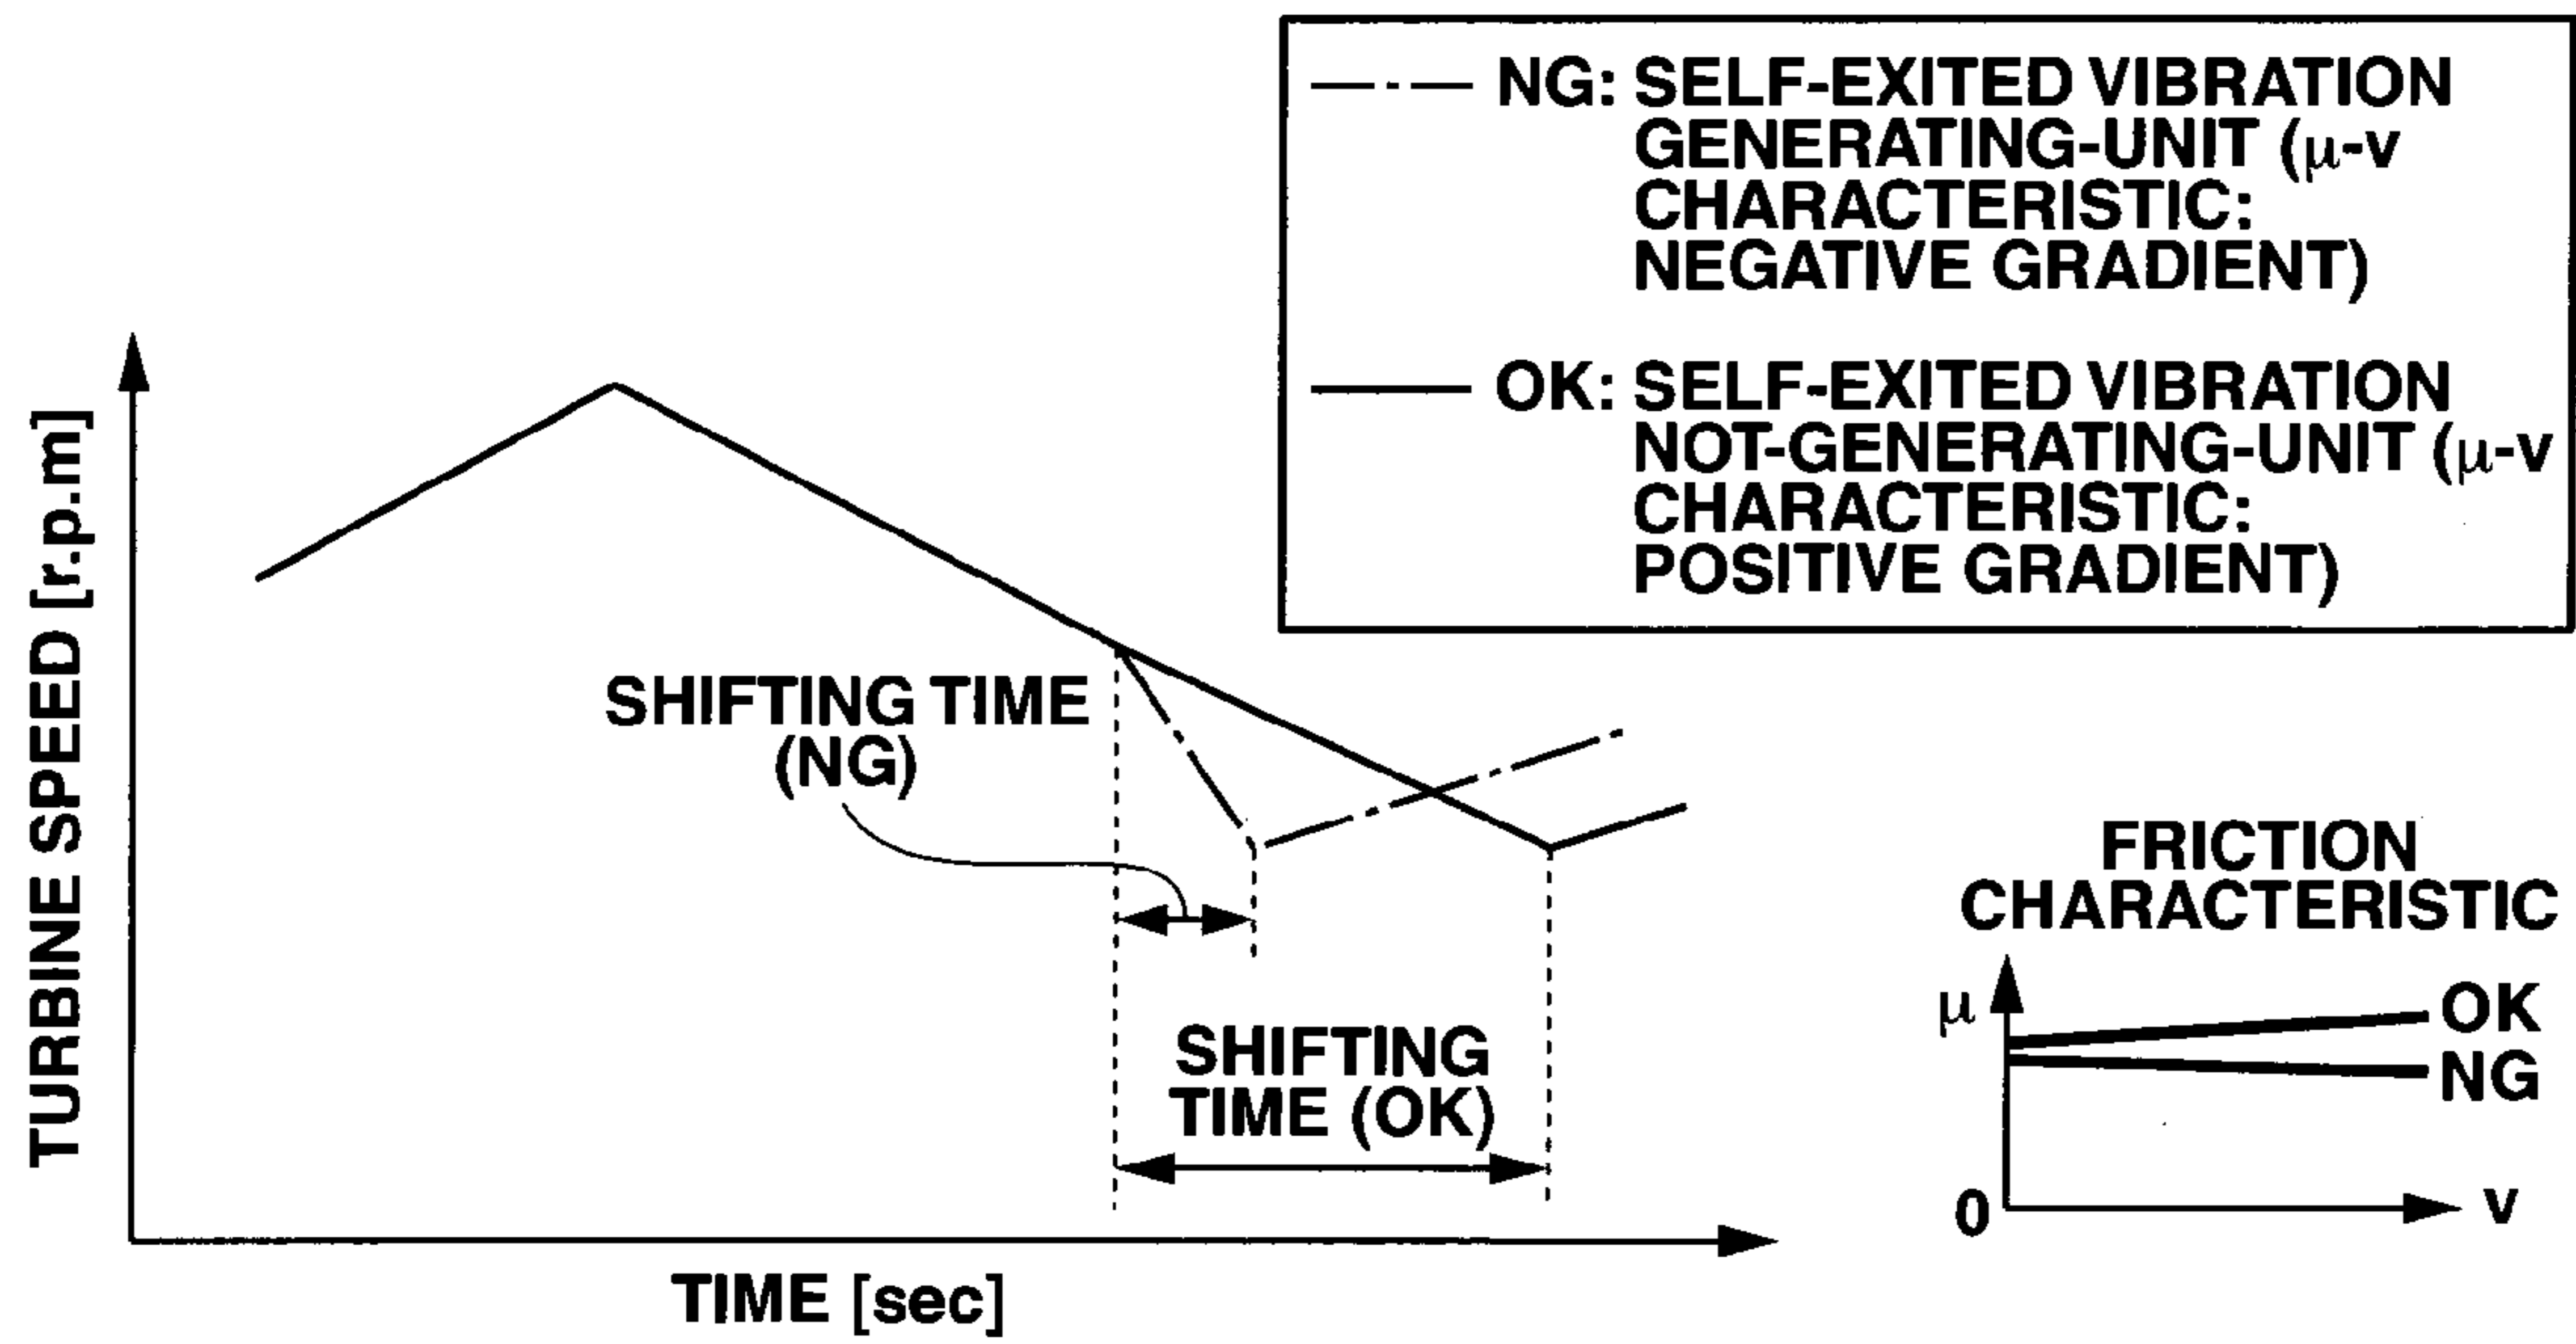 NG: SELF-EXITED VIBRATION
GENERATING-UNIT (μ-v
CHARACTERISTIC:
NEGATIVE GRADIENT)
OK: SELF-EXITED VIBRATION
NOT-GENERATING-UNIT (μ-v
CHARACTERISTIC:
POSITIVE GRADIENT)
TURBINE SPEED [r.p.m]
SHIFTING TIME
(NG)
SHIFTING
TIME (OK)
TIME [sec]
FRICTION
CHARACTERISTIC
μ
OK
NG
0
v